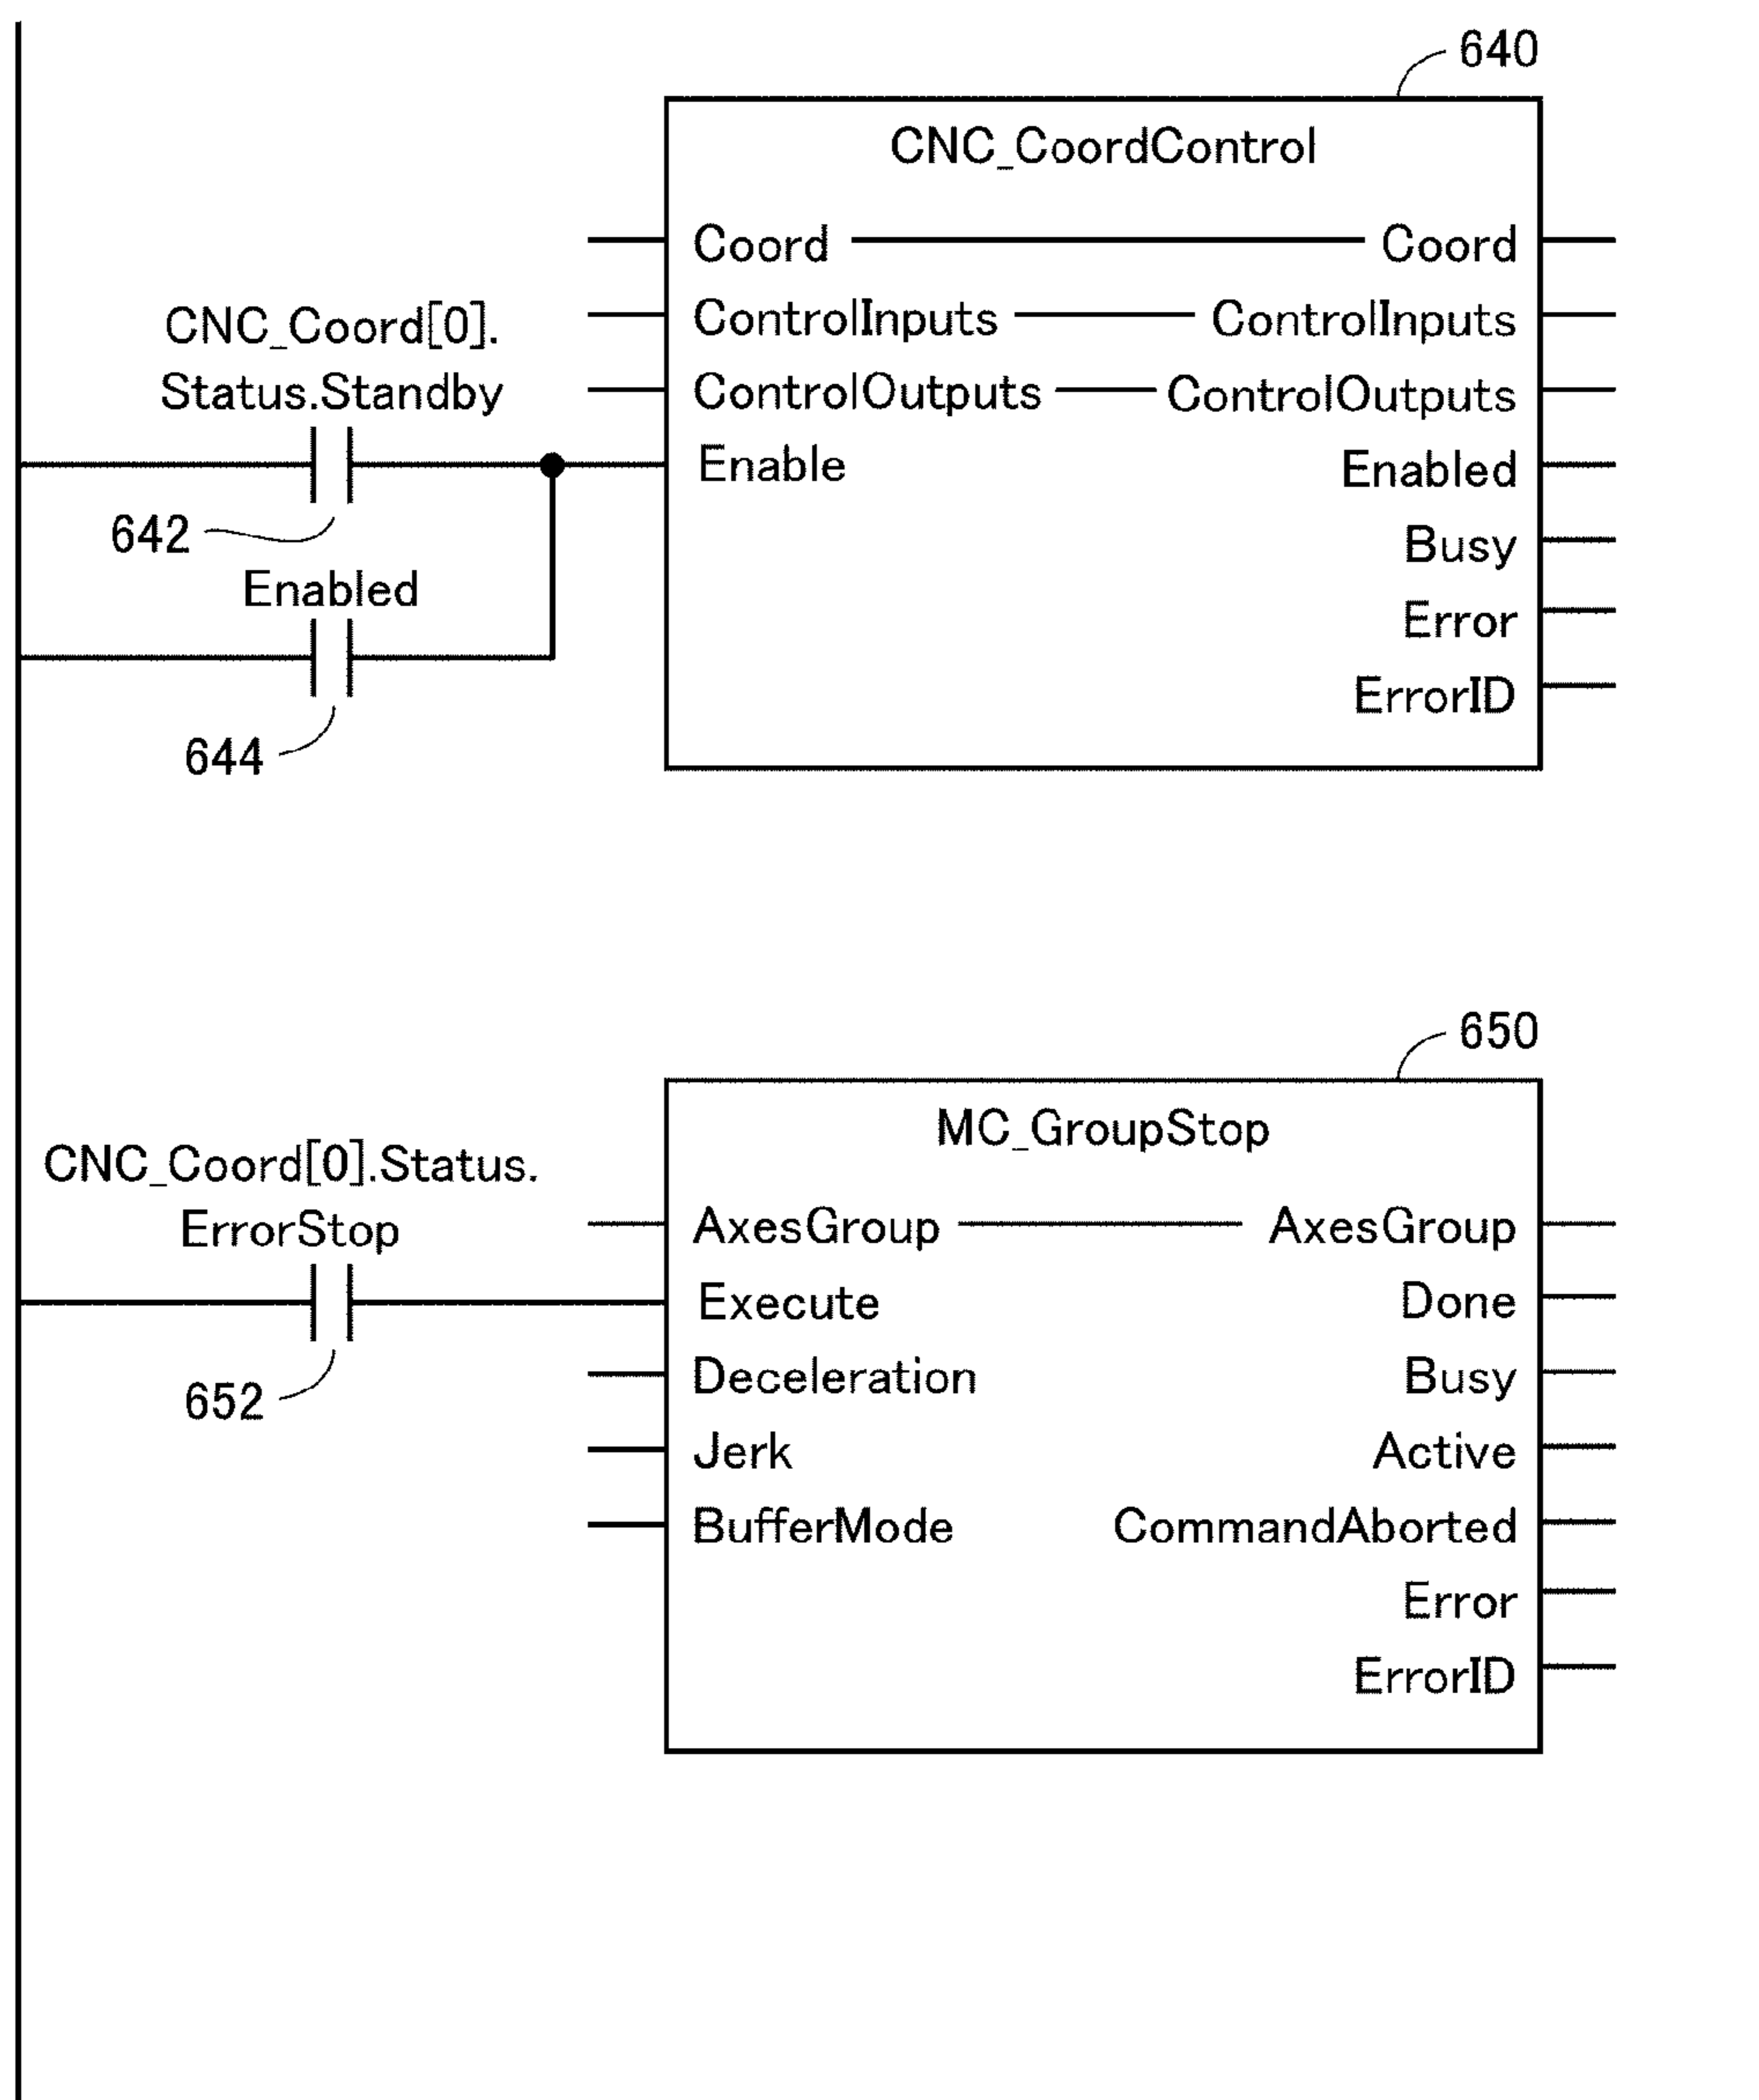 640
CNC_CoordControl
Coord Coord
CNC_Coord[0].
Status.Standby
ControlInputs ControlInputs
ControlOutputs ControlOutputs
Enable Enabled
642
Busy
Enabled
Error
644
ErrorID
650
MC_GroupStop
CNC_Coord[0].Status.
ErrorStop
AxesGroup AxesGroup
Execute Done
652
Deceleration Busy
Jerk Active
BufferMode CommandAborted
Error
ErrorID